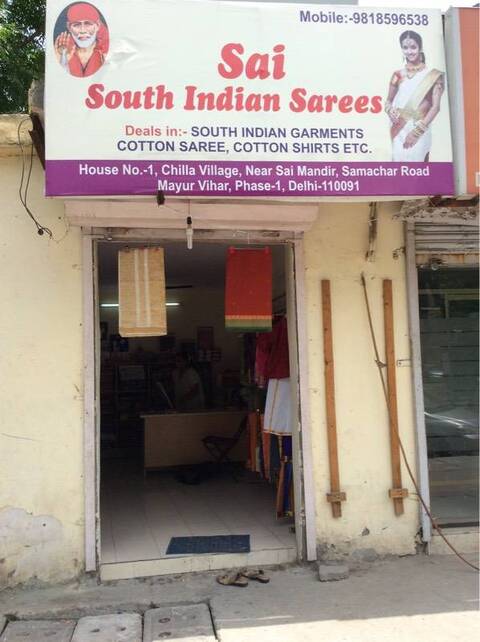 Mobile:-9818596538
Sai
South Indian Sarees
Deals in:- SOUTH INDIAN GARMENTS
COTTON SAREE, COTTON SHIRTS ETC.
House No.-1, Chilla Village, Near Sai Mandir, Samachar Road
Mayur Vihar, Phase-1, Delhi-110091